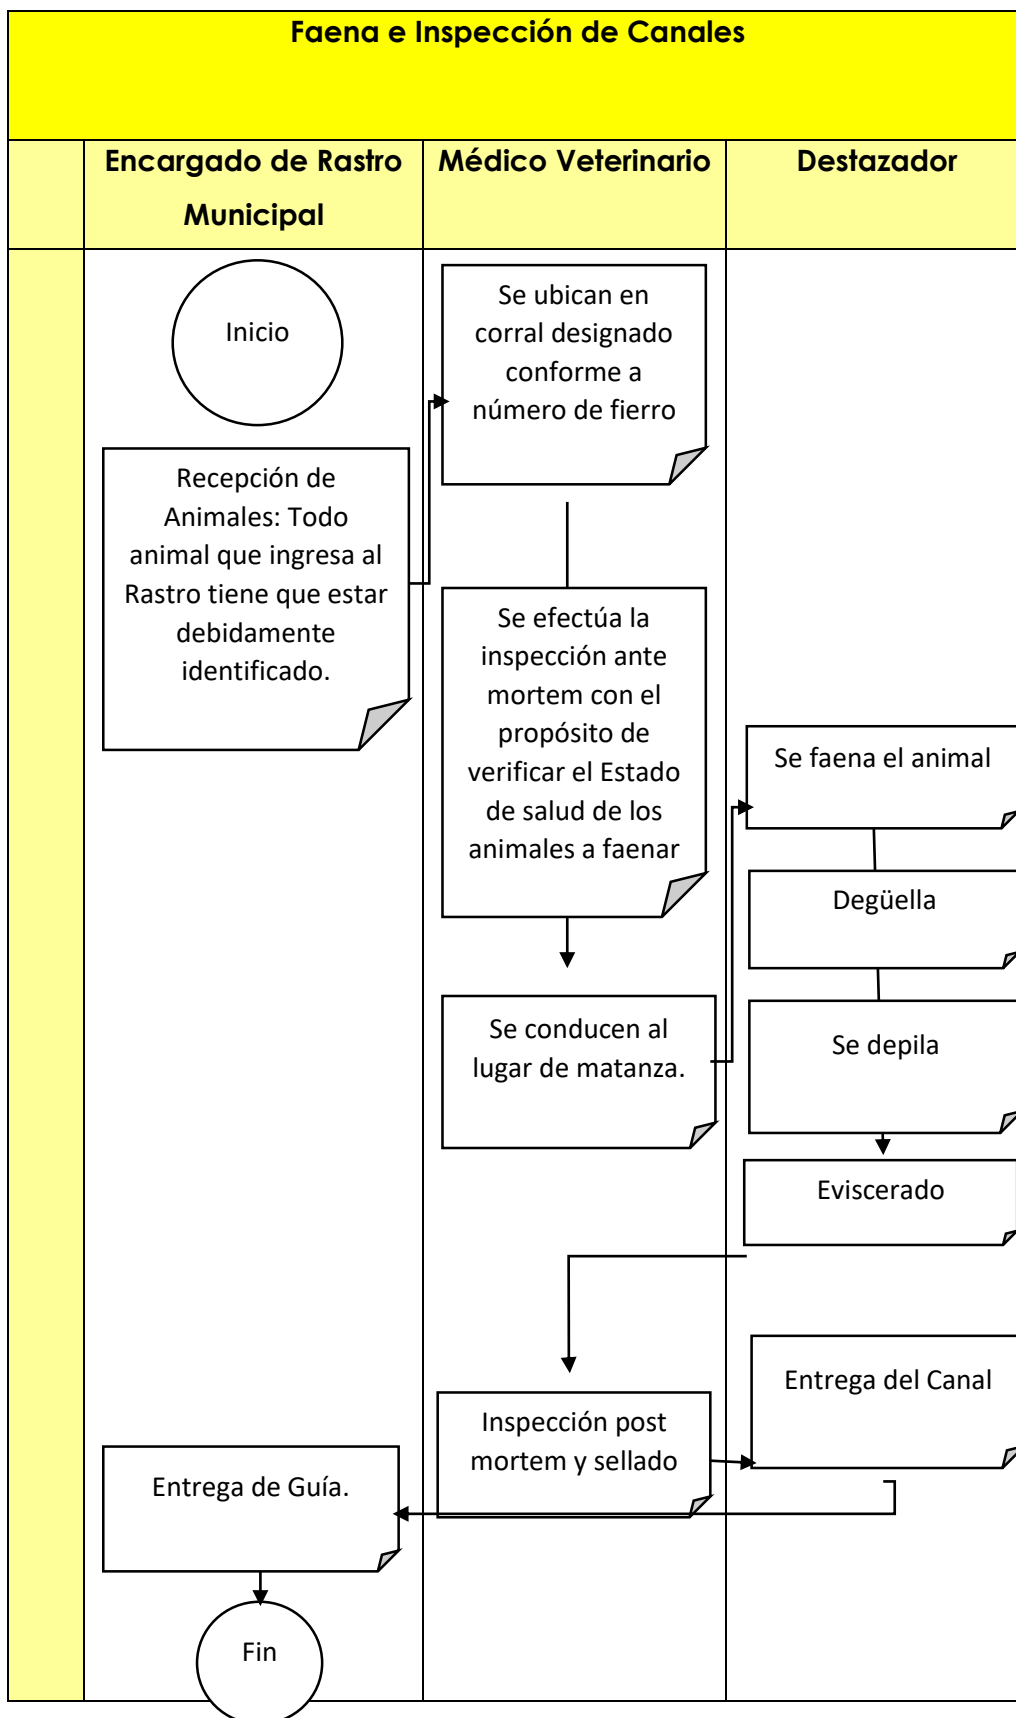 Faena e Inspección de Canales
Encargado de Rastro
Municipal
Médico Veterinario
Destazador
Inicio
Recepción de
Animales: Todo
animal que ingresa al
Rastro tiene que estar
debidamente
identificado.
Se ubican en
corral designado
conforme a
número de fierro
Se efectúa la
inspección ante
mortem con el
propósito de
verificar el Estado
de salud de los
animales a faenar
Se conducen al
lugar de matanza.
Se faena el animal
Degüella
Se depila
Eviscerado
Inspección post
mortem y sellado
Entrega del Canal
Entrega de Guía.
Fin